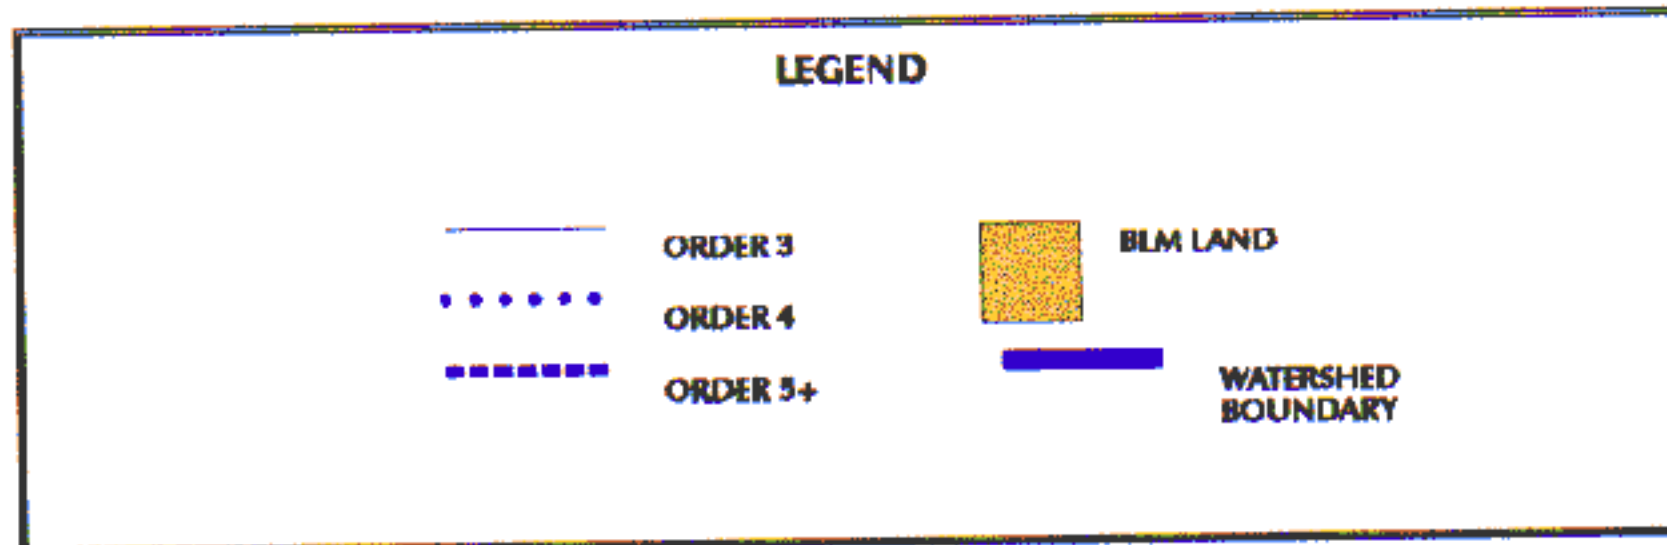 LEGEND
ORDER 3
ORDER 4
ORDER 5+
BLM LAND
WATERSHED
BOUNDARY